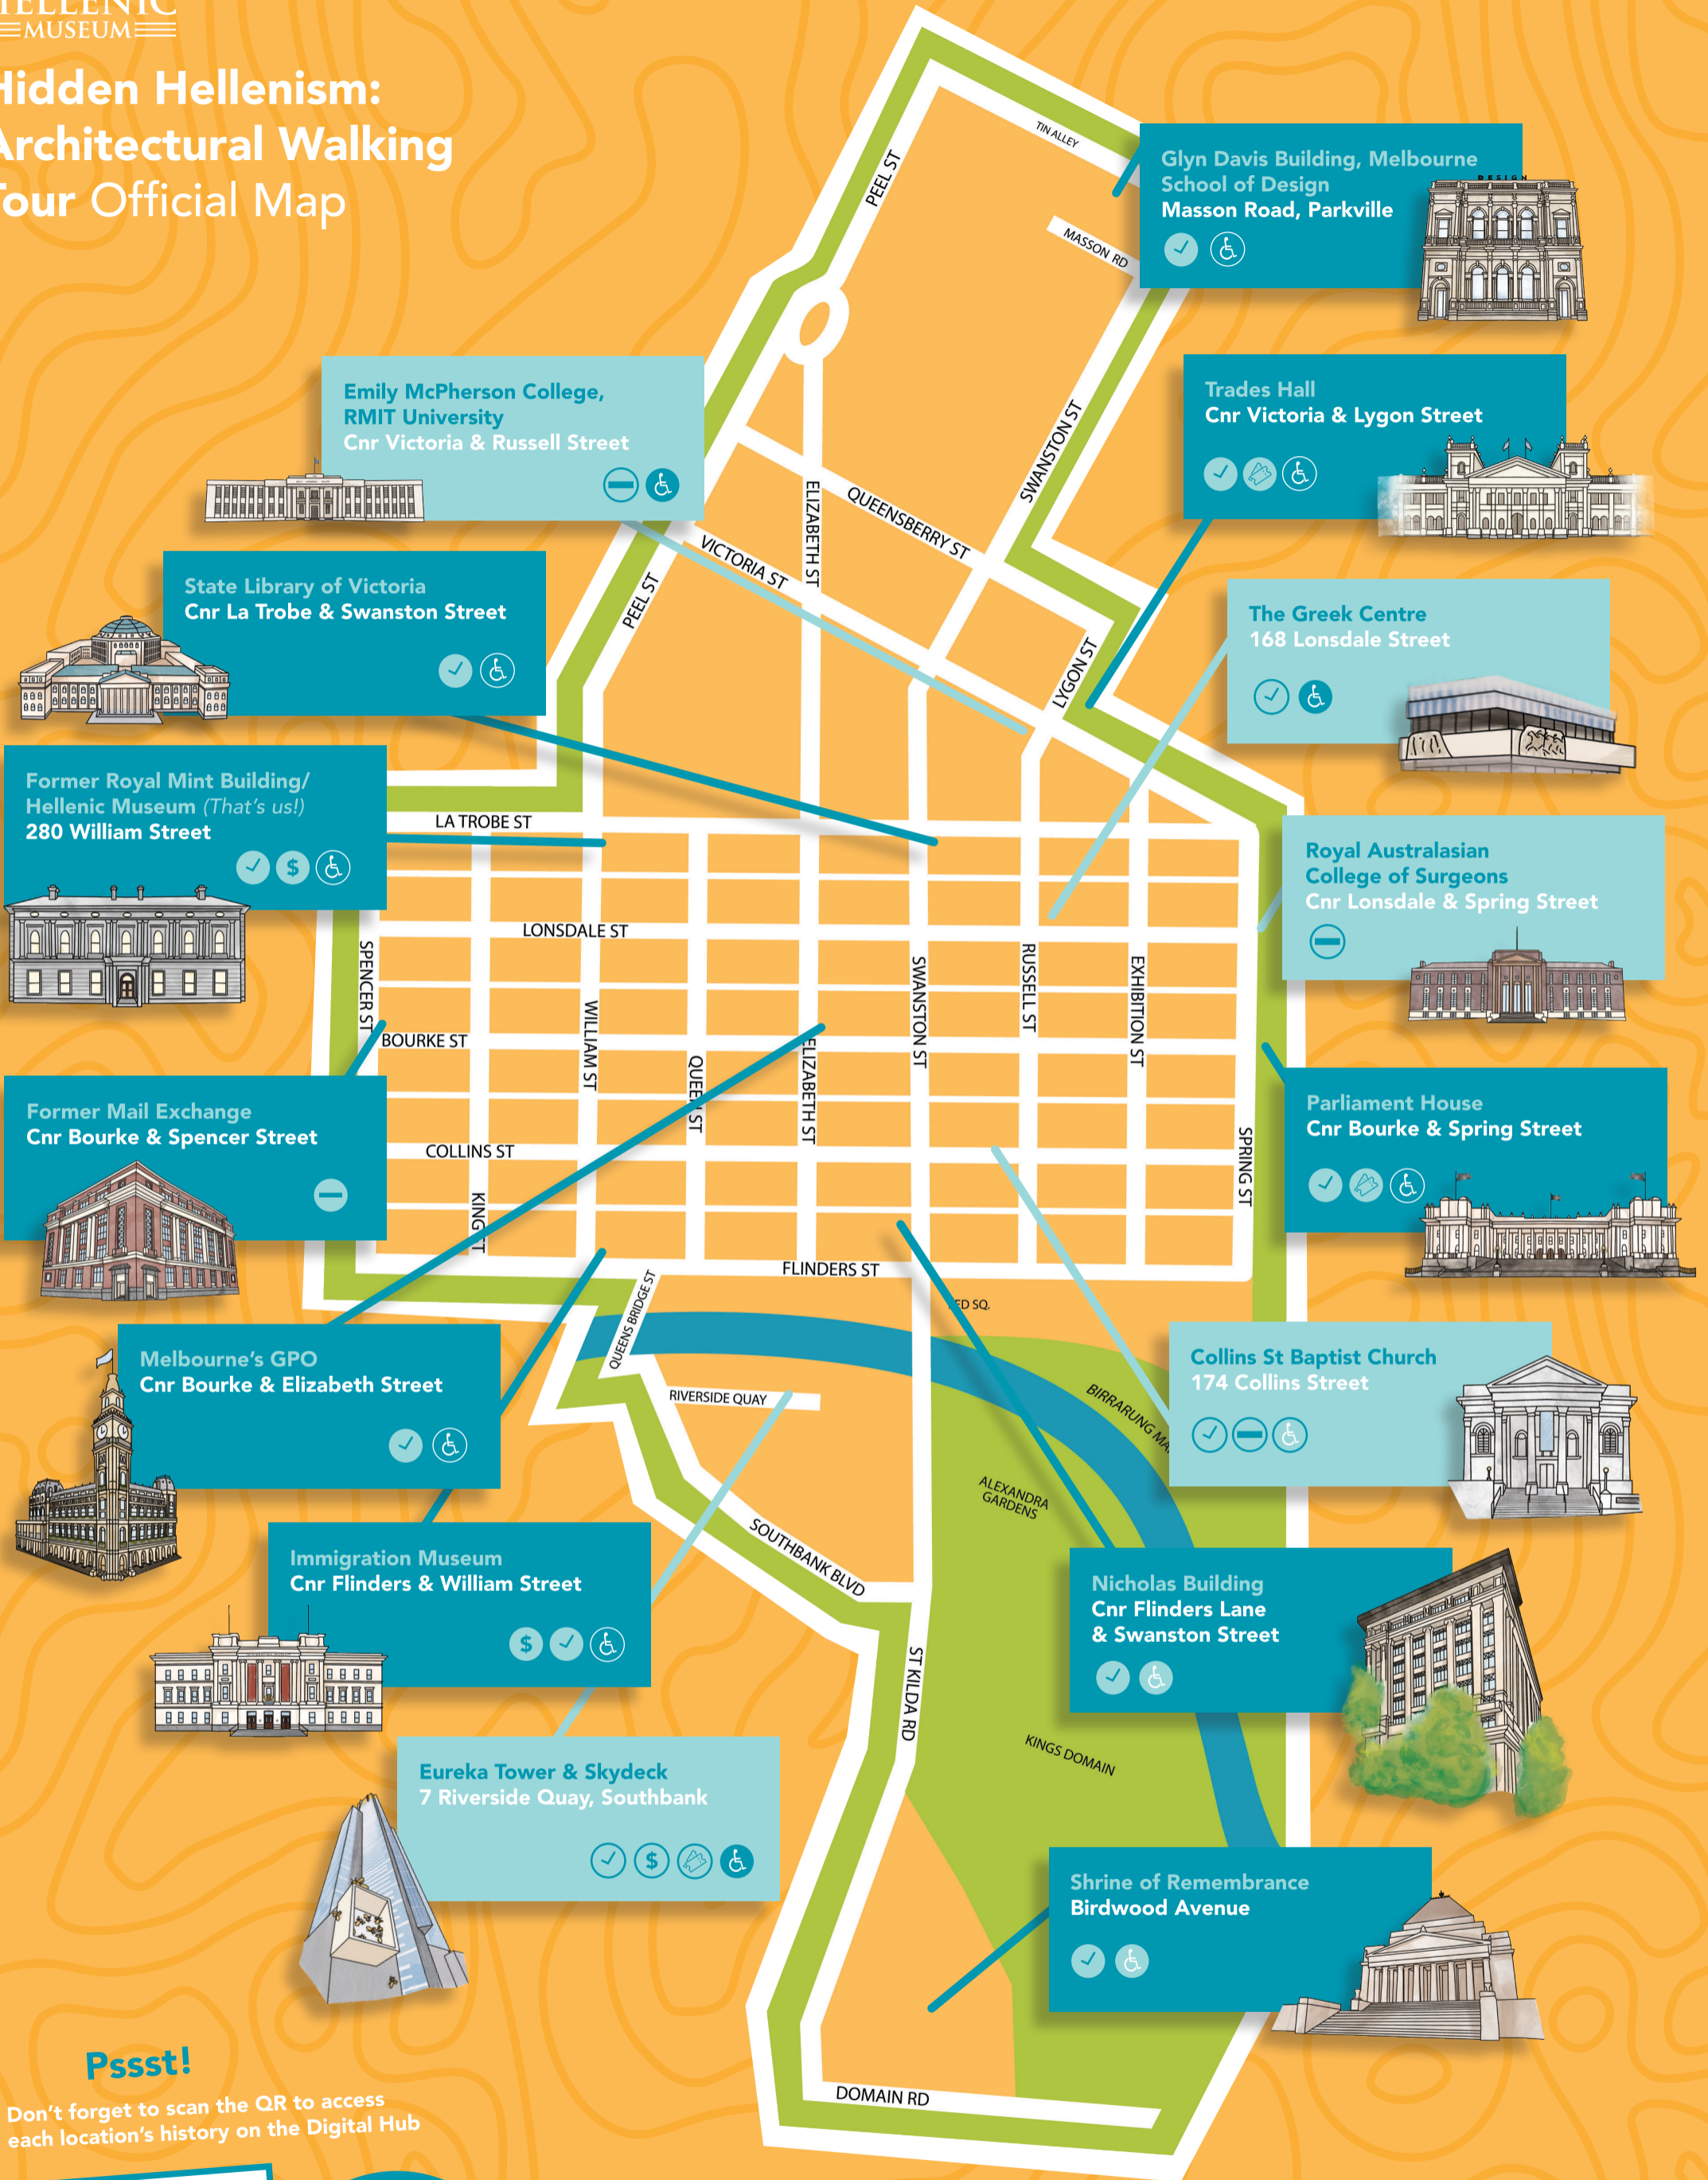 HELLENIC
MUSEUM
Hidden Hellenism:
Architectural Walking
Tour Official Map
TIN ALLEY
PEEL ST
MASSON RD
Glyn Davis Building, Melbourne
School of Design
Masson Road, Parkville
DESIGN
Emily McPherson College,
RMIT University
Cnr Victoria & Russell Street
Trades Hall
Cnr Victoria & Lygon Street
SWANSTON ST
ELIZABETH ST
QUEENSBERRY ST
VICTORIA ST
PEEL ST
LYGON ST
State Library of Victoria
Cnr La Trobe & Swanston Street
The Greek Centre
168 Lonsdale Street
Former Royal Mint Building/
Hellenic Museum (That's us!)
280 William Street
$
LA TROBE ST
Royal Australasian
College of Surgeons
Cnr Lonsdale & Spring Street
LONSDALE ST
SPENCER ST
WILLIAM ST
SWANSTON ST
RUSSELL ST
EXHIBITION ST
BOURKE ST
QUEEN ST
ELIZABETH ST
Former Mail Exchange
Cnr Bourke & Spencer Street
Parliament House
Cnr Bourke & Spring Street
COLLINS ST
SPRING ST
KING ST
FLINDERS ST
FED SQ.
QUEENS BRIDGE ST
Melbourne's GPO
Cnr Bourke & Elizabeth Street
Collins St Baptist Church
174 Collins Street
RIVERSIDE QUAY
BIRRARUNG MA
ALEXANDRA
GARDENS
SOUTHBANK BLVD
Immigration Museum
Cnr Flinders & William Street
$
Nicholas Building
Cnr Flinders Lane
& Swanston Street
ST KILDA RD
KINGS DOMAIN
Eureka Tower & Skydeck
7 Riverside Quay, Southbank
$
Shrine of Remembrance
Birdwood Avenue
DOMAIN RD
Pssst!
Don't forget to scan the QR to access
each location's history on the Digital Hub